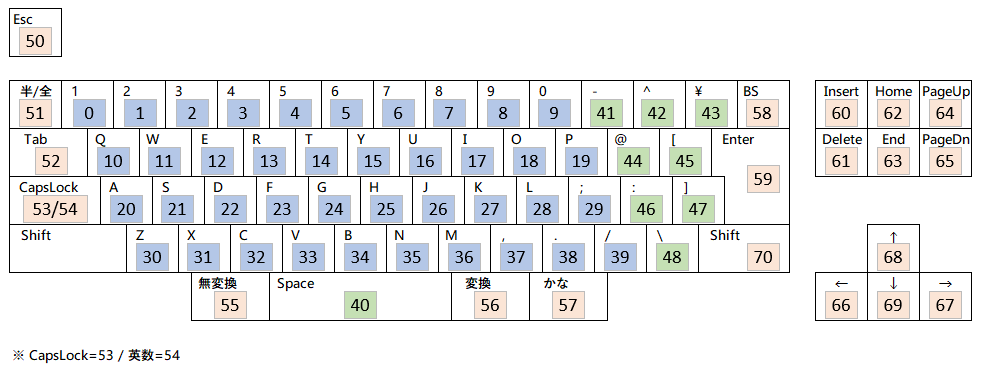 Esc
50
半/全 1 2 3 4 5 6 7 8 9 0 - ^ ¥ BS Insert Home PageUp
51 0 1 2 3 4 5 6 7 8 9 41 42 43 58 60 62 64
Tab Q W E R T Y U I O P @ [ Enter Delete End PageDn
52 10 11 12 13 14 15 16 17 18 19 44 45 59 61 63 65
CapsLock A S D F G H J K L ; : ]
53/54 20 21 22 23 24 25 26 27 28 29 46 47
Shift Z X C V B N M , . / \ Shift ↑
30 31 32 33 34 35 36 37 38 39 48 70 68
無変換 Space 変換 かな ← ↓ →
55 40 56 57 66 69 67
※ CapsLock=53 / 英数=54